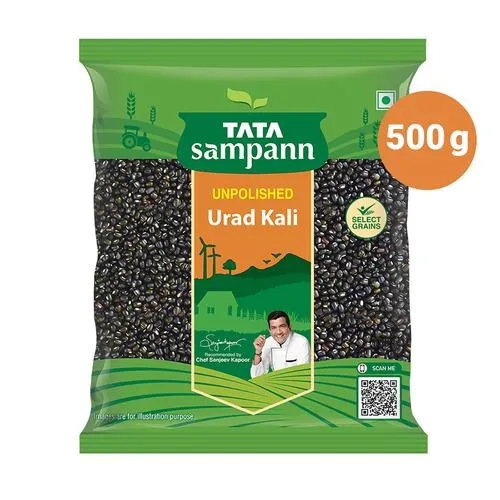 TATA
sampann
500 g
UNPOLISHED
Urad Kali
SELECT
GRAINS
Recommended by
Chef Sanjeev Kapoor
SCAN ME
Images are for illustration purpose.